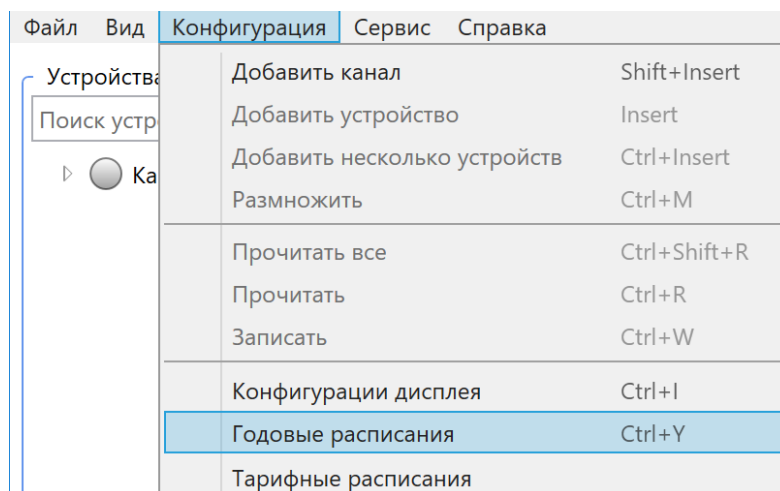 Файл Вид Конфигурация Сервис Справка
Устройства
Добавить канал Shift+Insert
Поиск устр
Добавить устройство Insert
Добавить несколько устройств Ctrl+Insert
Ка
Размножить Ctrl+M
Прочитать все Ctrl+Shift+R
Прочитать Ctrl+R
Записать Ctrl+W
Конфигурации дисплея Ctrl+I
Годовые расписания Ctrl+Y
Тарифные расписания